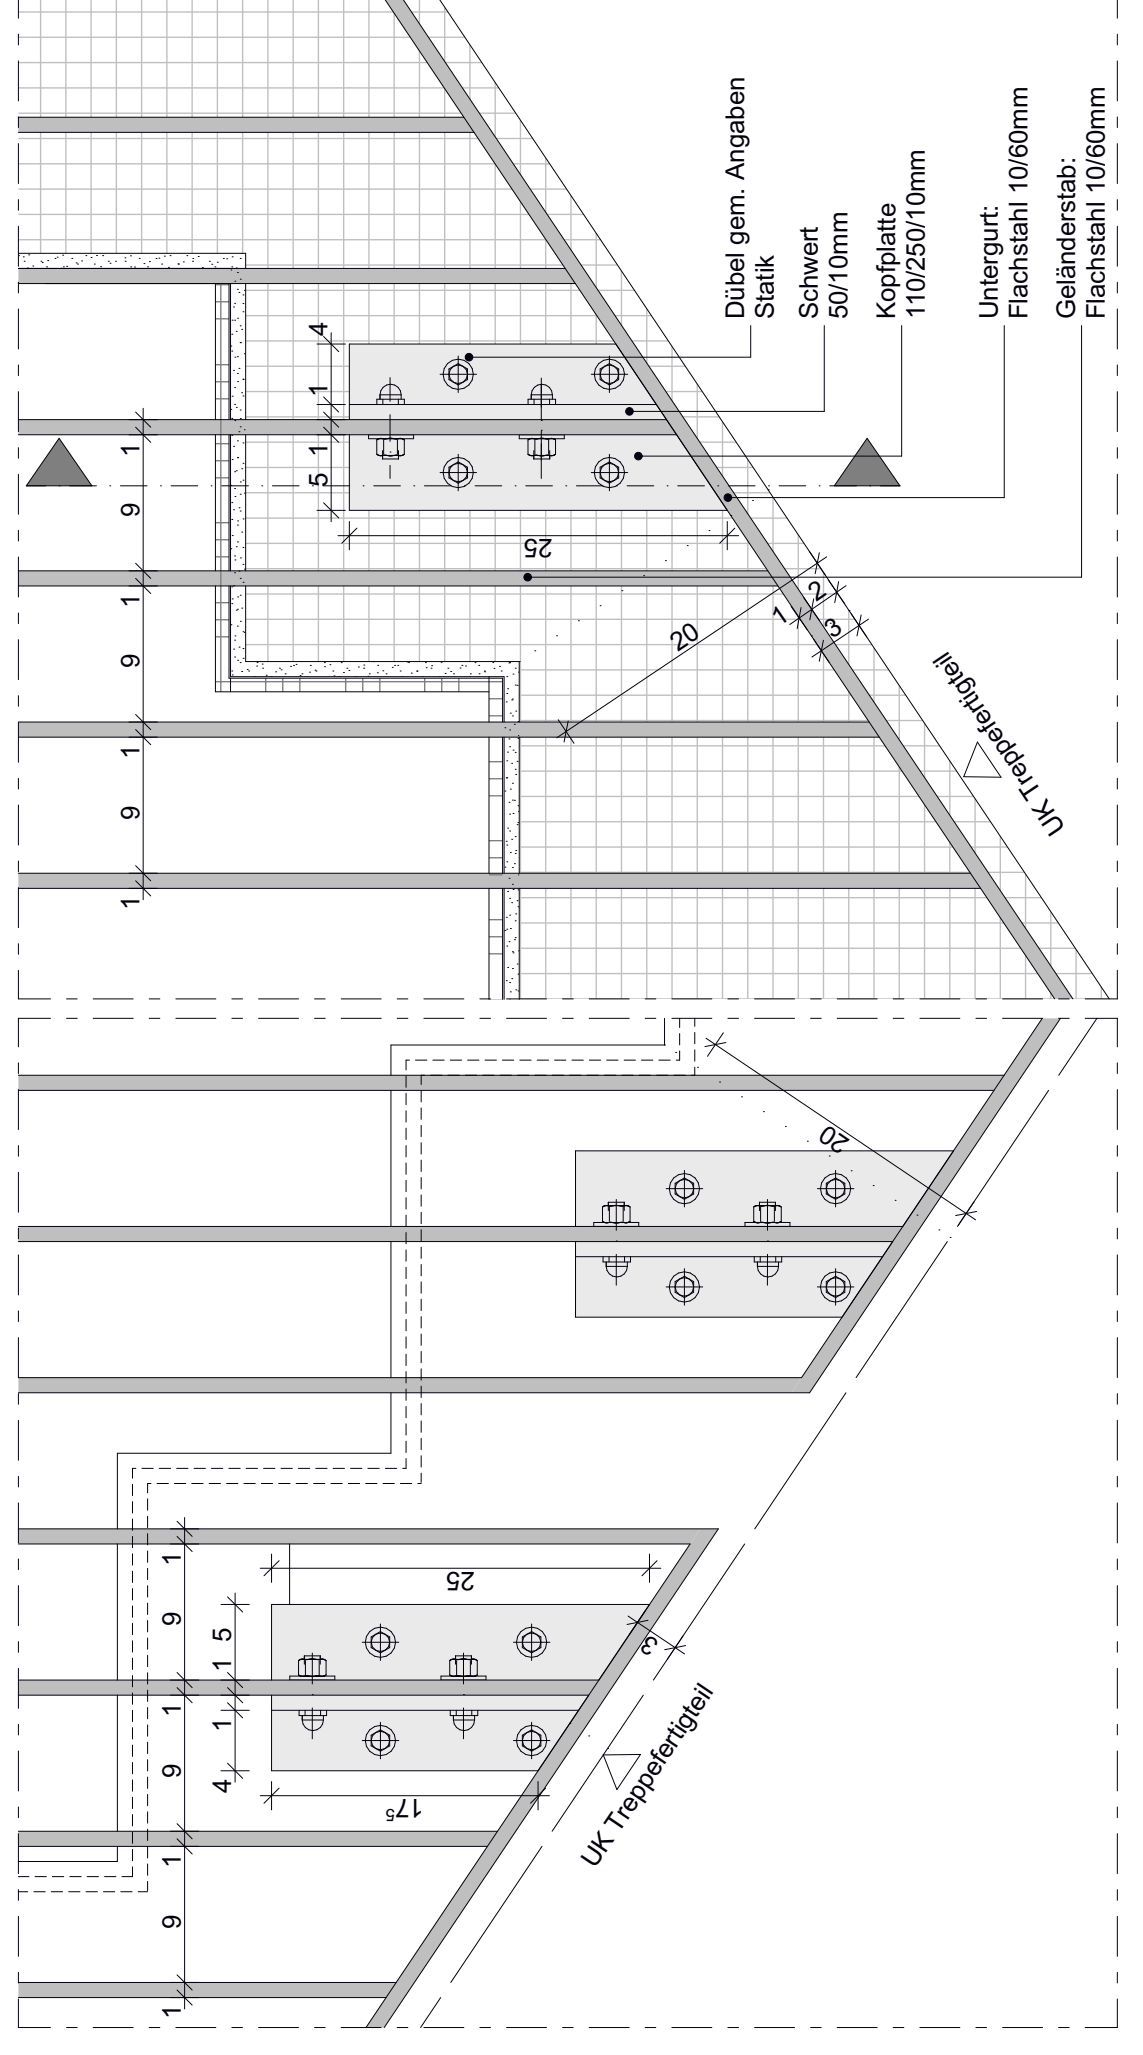 Dübel gem. Angaben
Statik
Schwert
50/10mm
Kopfplatte
110/250/10mm
Untergurt:
Flachstahl 10/60mm
Geländerstab:
Flachstahl 10/60mm
4
1
1
5
25
1
9
1
9
1
9
1
20
1
2
3
UK Treppefertigteil
20
1
9
1
9
1
9
1
5
1
1
4
25
17⁵
3
UK Treppefertigteil